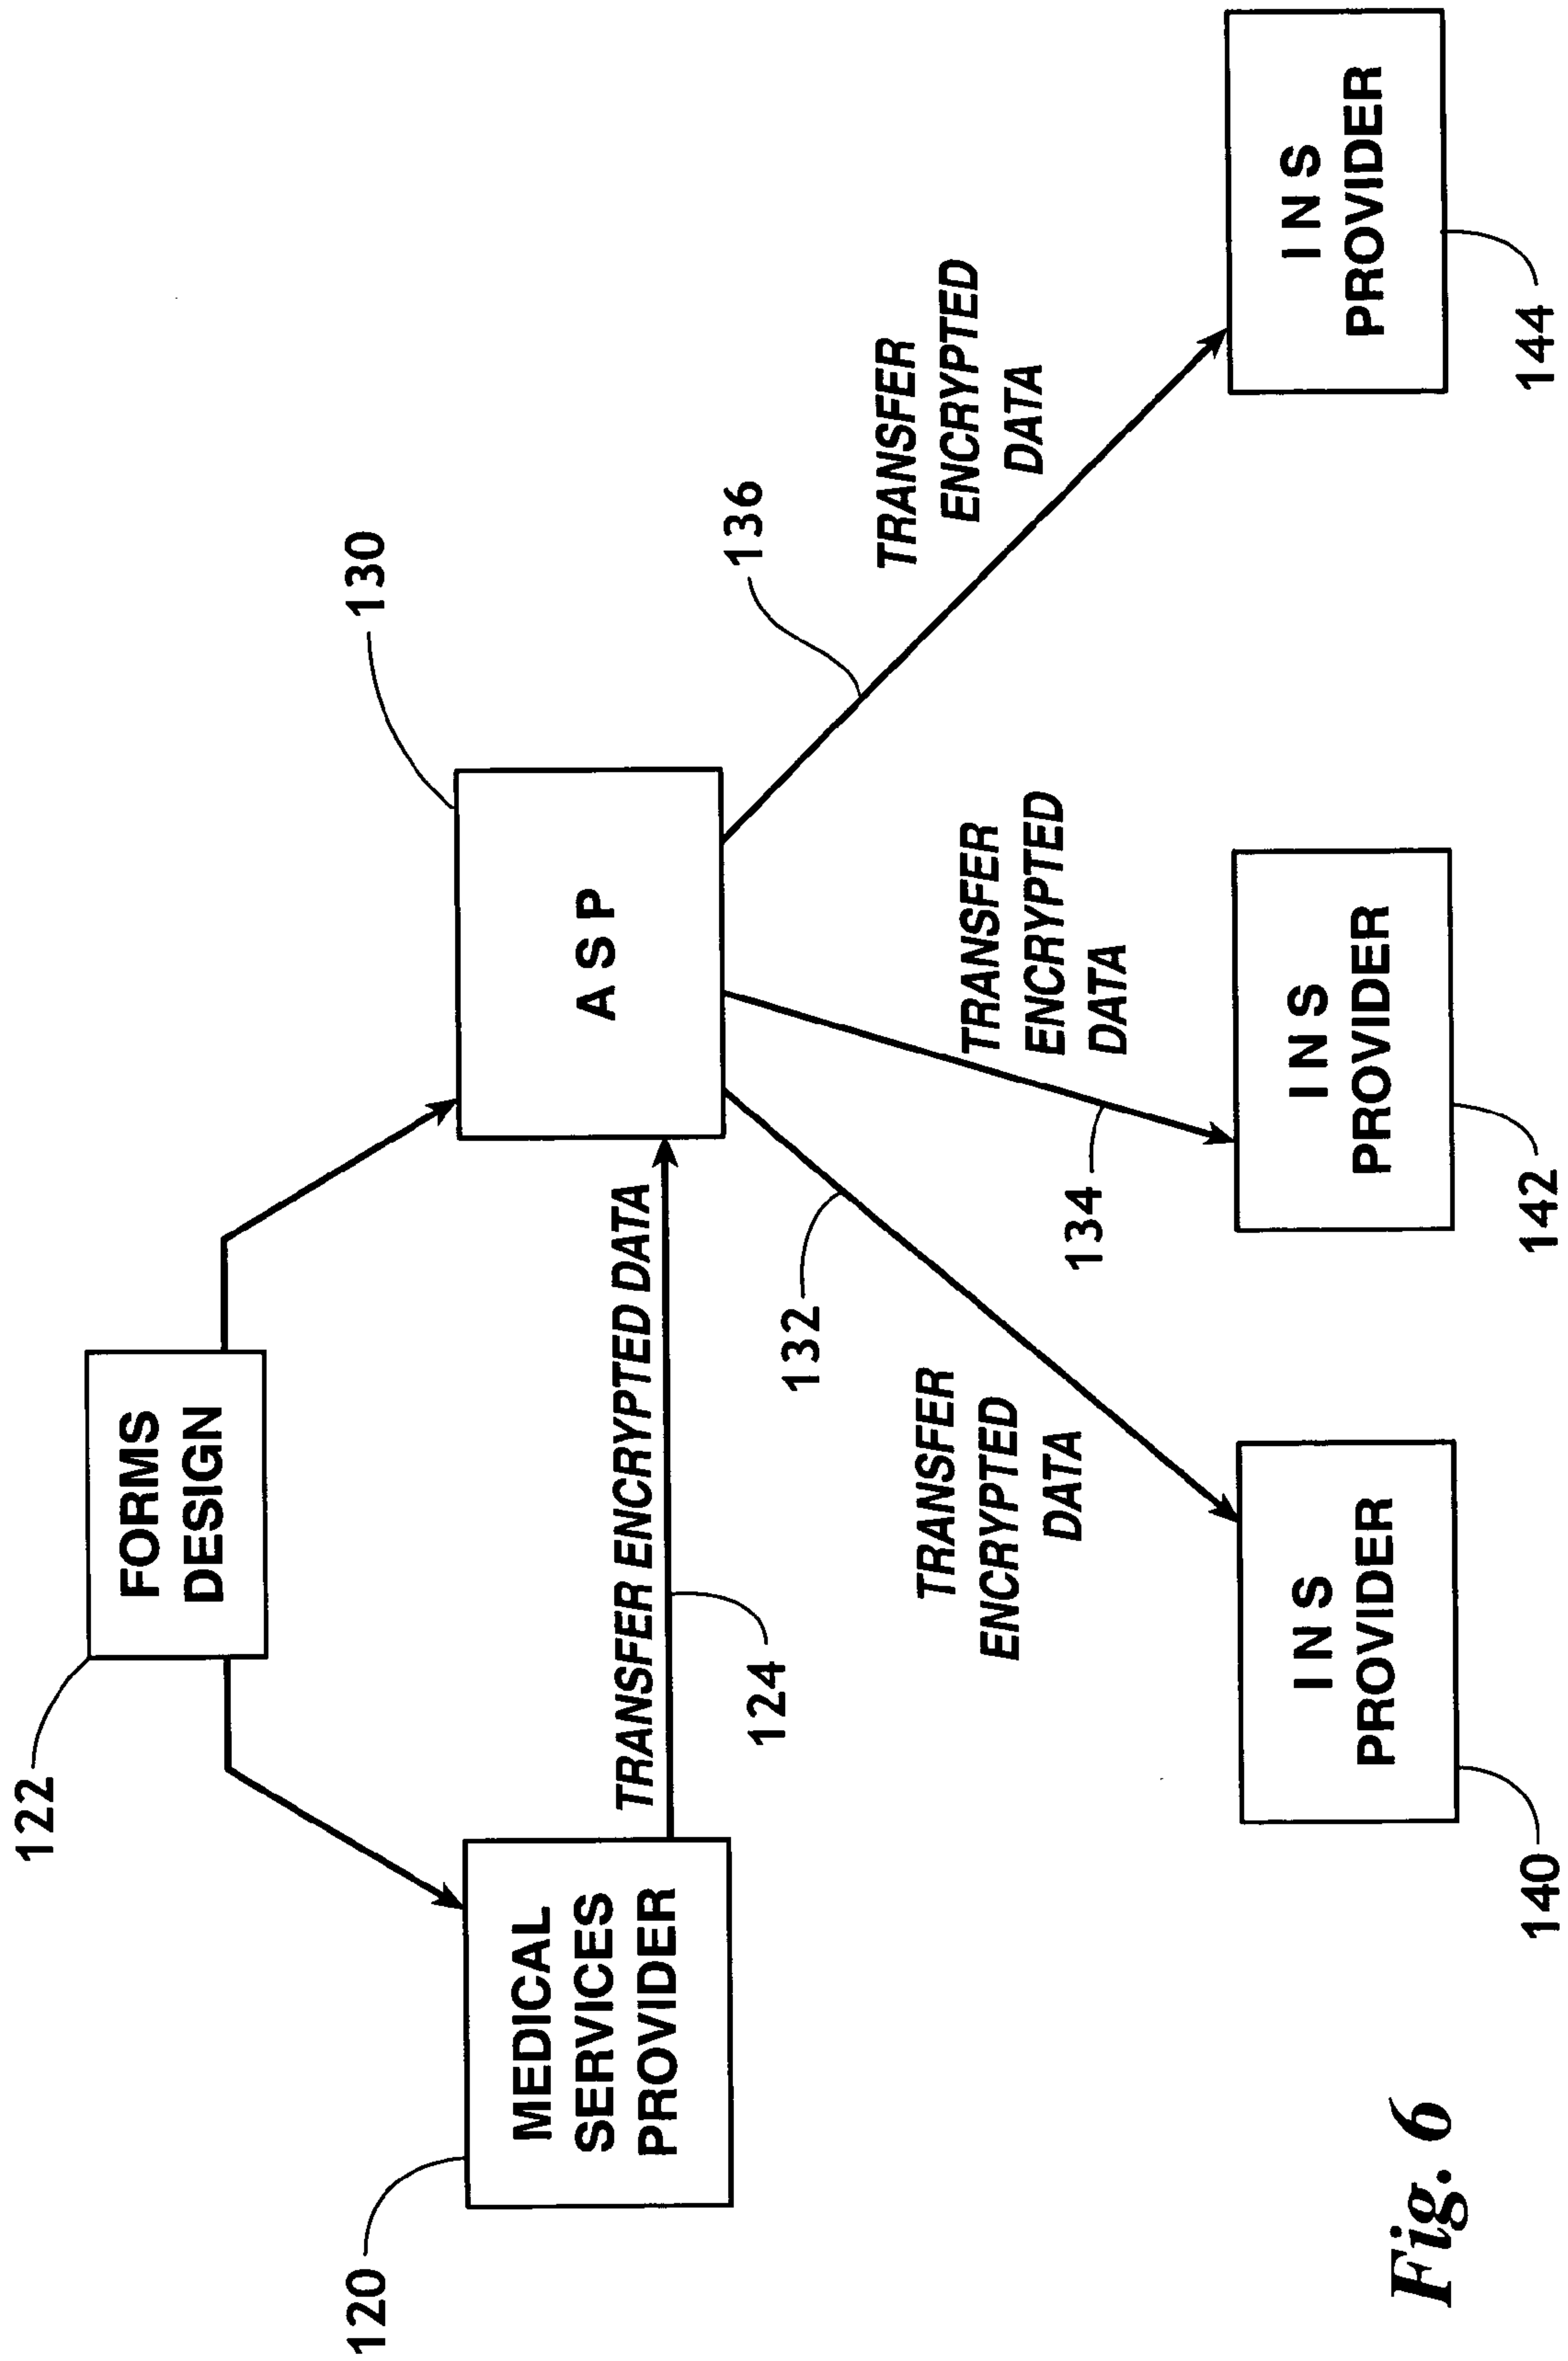 122
FORMS
DESIGN
120
MEDICAL
SERVICES
PROVIDER
TRANSFER ENCRYPTED DATA
124
130
A S P
132
TRANSFER
ENCRYPTED
DATA
134
TRANSFER
ENCRYPTED
DATA
136
TRANSFER
ENCRYPTED
DATA
I N S
PROVIDER
140
I N S
PROVIDER
142
I N S
PROVIDER
144
Fig. 6